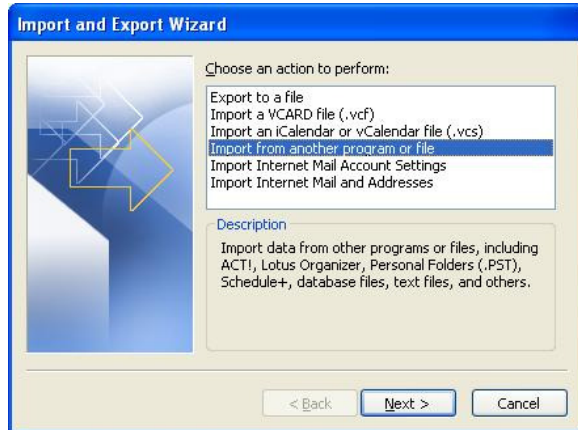 Import and Export Wizard
Choose an action to perform:
Export to a file
Import a VCARD file (.vcf)
Import an iCalendar or vCalendar file (.vcs)
Import from another program or file
Import Internet Mail Account Settings
Import Internet Mail and Addresses
Description
Import data from other programs or files, including
ACT!, Lotus Organizer, Personal Folders (.PST),
Schedule+, database files, text files, and others.
< Back Next > Cancel